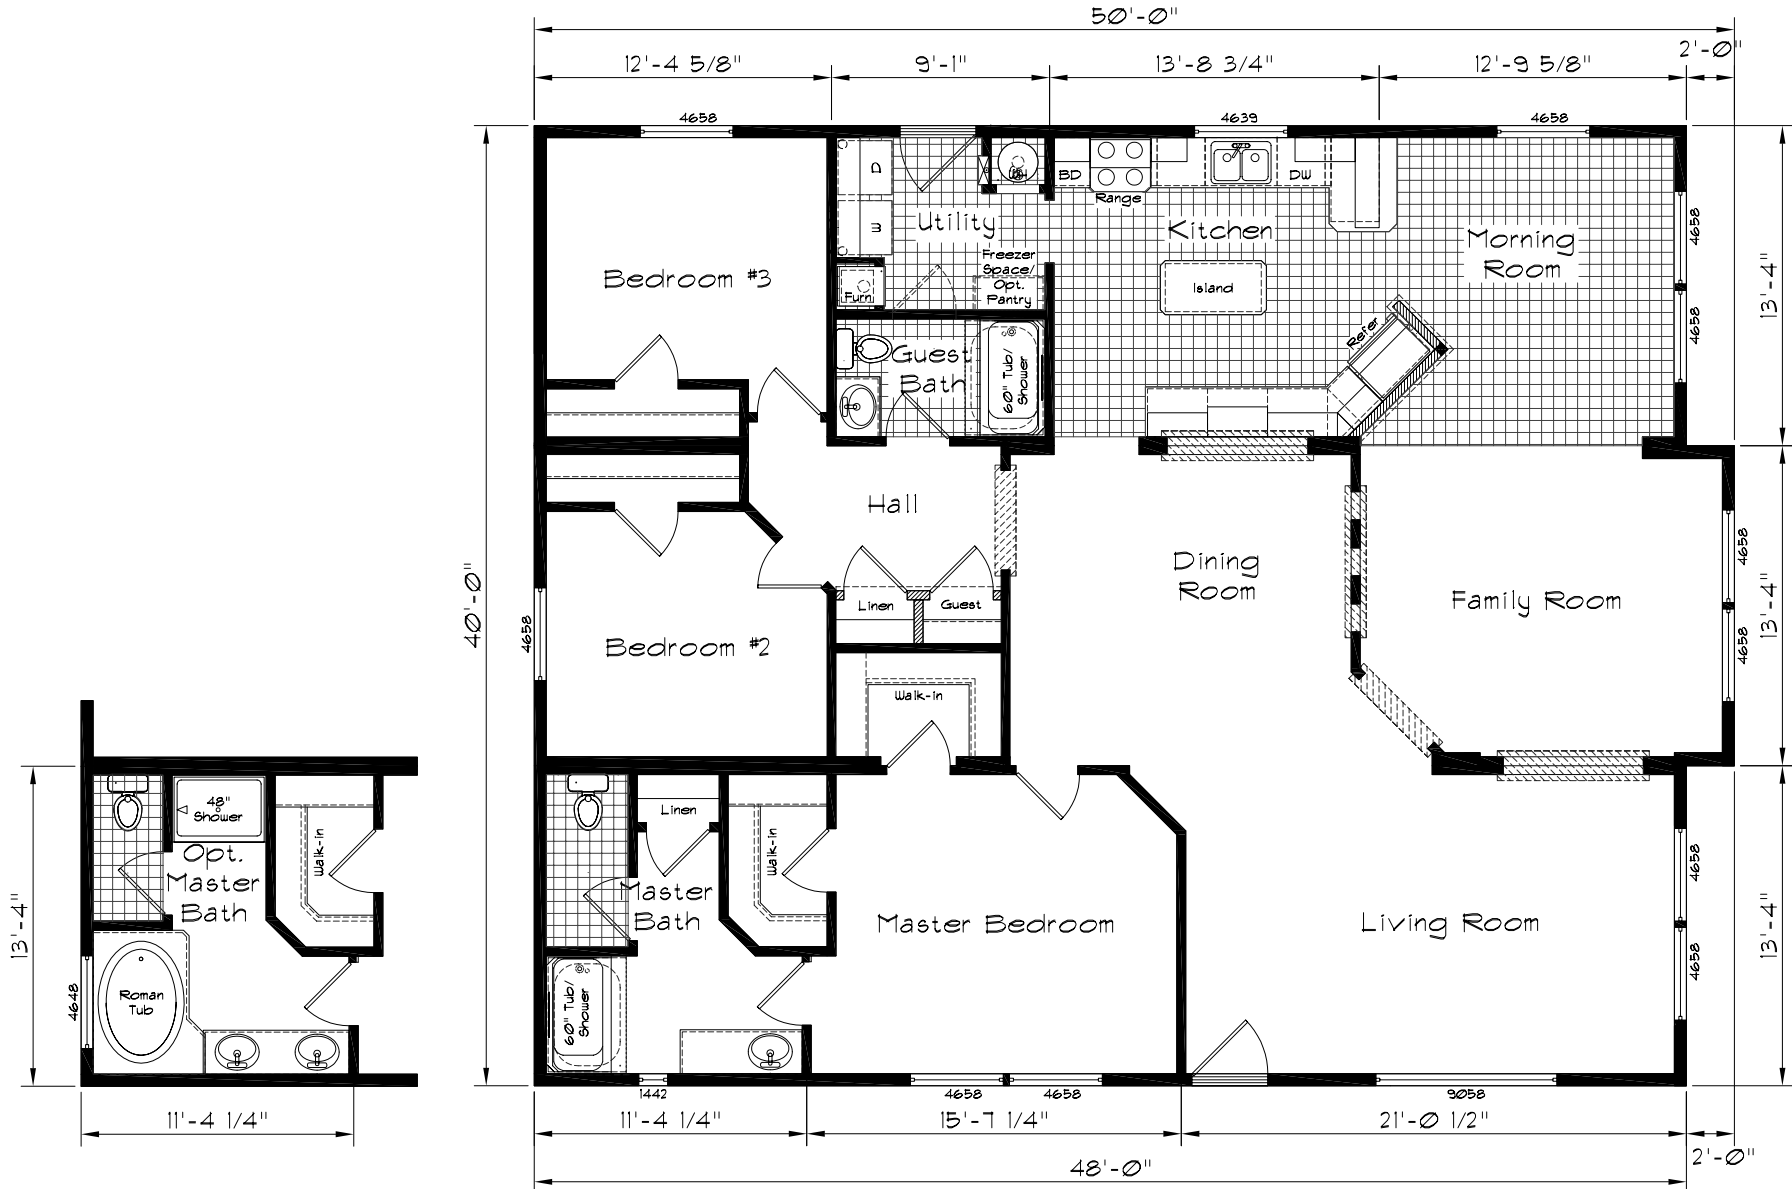 50'-0"
2'-0"
12'-4 5/8"
9'-1"
13'-8 3/4"
12'-9 5/8"
4658
4639
4658
D
W
WH
BD
Range
DW
Utility
Kitchen
Morning
Room
Freezer
Space/
Opt.
Pantry
Furn
Island
Refer
4658
4658
13'-4"
Bedroom #3
Guest
Bath
60" Tub/
Shower
Hall
Dining
Room
Family Room
4658
4658
13'-4"
40'-0"
4658
Bedroom #2
Linen
Guest
Walk-in
Linen
Walk-in
Master
Bath
60" Tub/
Shower
Master Bedroom
Living Room
4658
4658
13'-4"
1442
4658
4658
9058
11'-4 1/4"
15'-7 1/4"
21'-0 1/2"
2'-0"
48'-0"
13'-4"
48"
Shower
Opt.
Master
Bath
Walk-in
Roman
Tub
4648
11'-4 1/4"